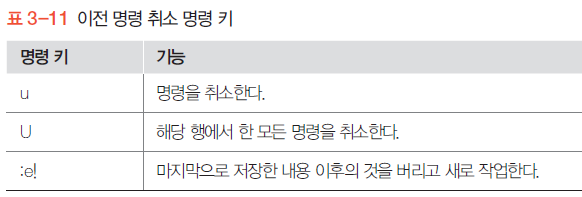 표 3-11 이전 명령 취소 명령 키
명령 키 기능
u 명령을 취소한다.
U 해당 행에서 한 모든 명령을 취소한다.
:e! 마지막으로 저장한 내용 이후의 것을 버리고 새로 작업한다.